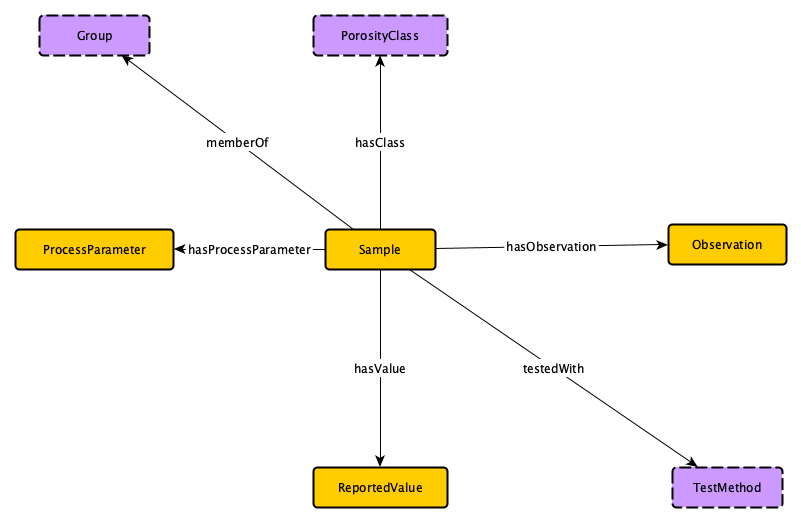 Group
PorosityClass
memberOf
hasClass
ProcessParameter
hasProcessParameter
Sample
hasObservation
Observation
hasValue
testedWith
ReportedValue
TestMethod